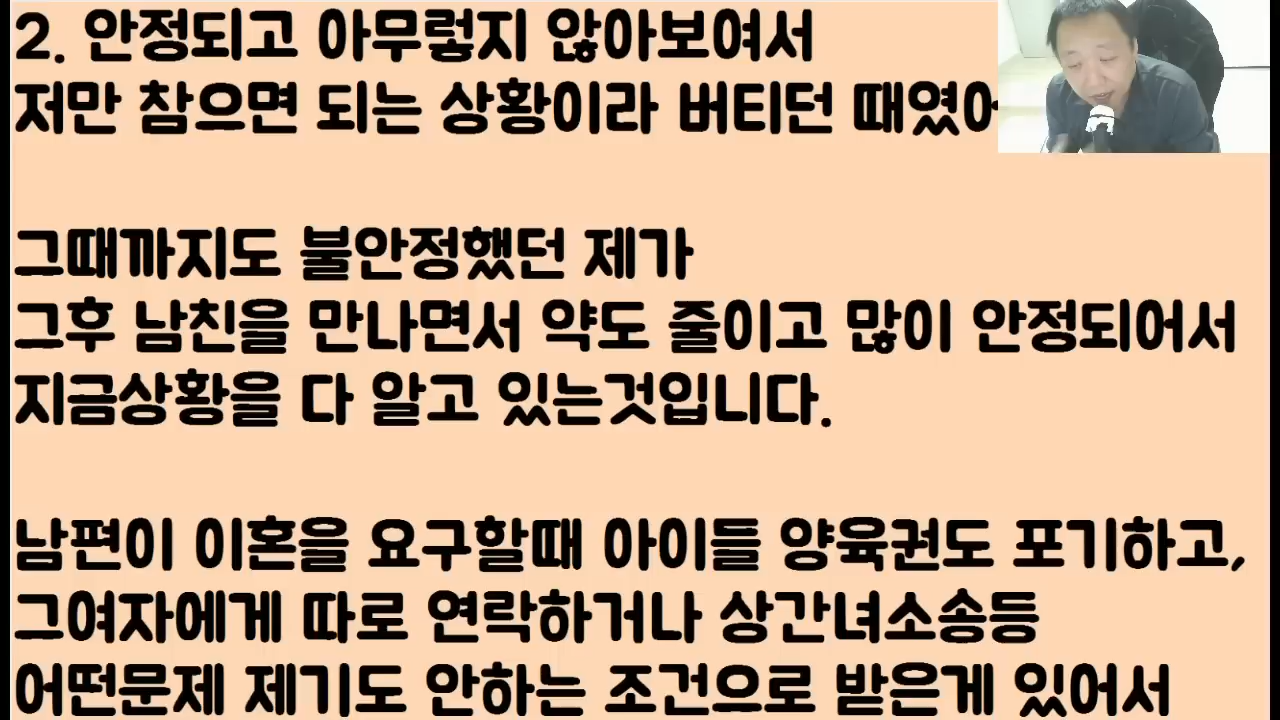 2. 안정되고 아무렇지 않아보여서
저만 참으면 되는 상황이라 버티던
그때까지도 불안정했던 제가
그후 남친을 만나면서 약도 줄이고 많이 안정되어서
지금상황을 다 알고 있는것입니다.
남편이 이혼을 요구할때 아이들 양육권도 포기하고,
그여자에게 따로 연락하거나 상간녀소송등
어떤문제 제기도 안하는 조건으로 받은게 있어서